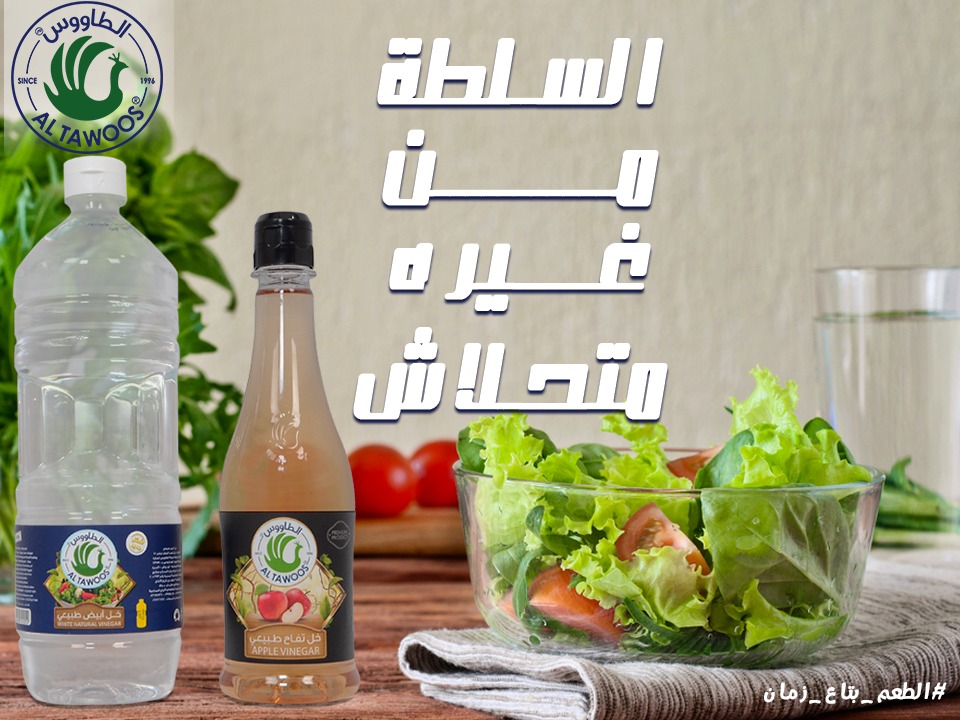 الطاووس®
SINCE 1996
AL TAWOOS®
السلطة
من
غيره
متحلاش
الطاووس
AL TAWOOS
خل أبيض طبيعي
WHITE NATURAL VINEGAR
الطاووس
AL TAWOOS
خل تفاح طبيعي
APPLE VINEGAR
#الطعم_بتاع_زمان